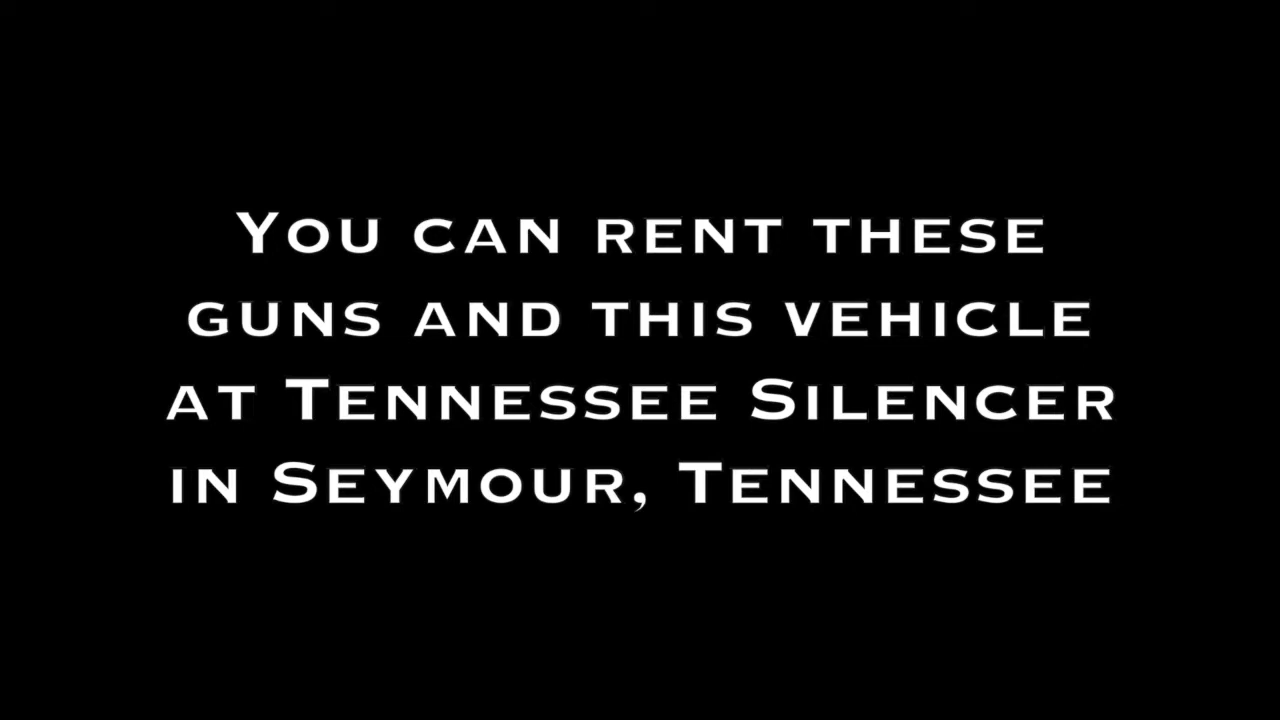 You can rent these
guns and this vehicle
at Tennessee Silencer
in Seymour, Tennessee